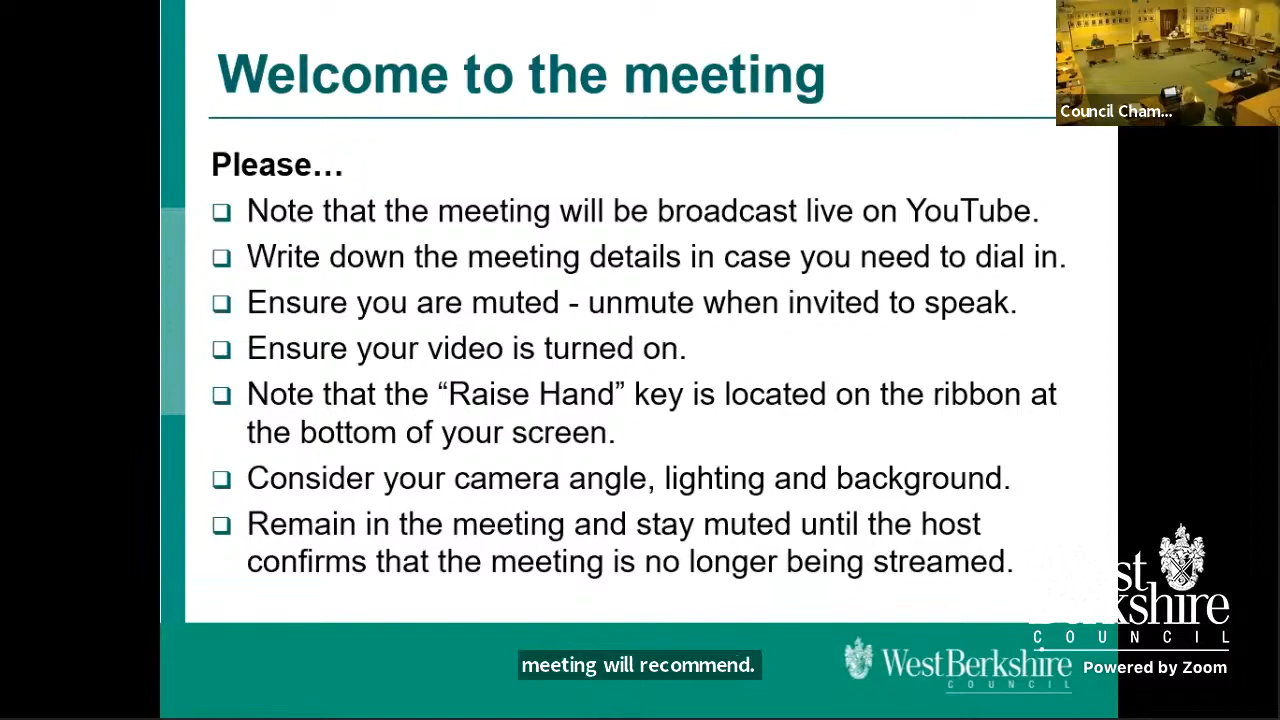 Welcome to the meeting
Council Cham...
Please…
Note that the meeting will be broadcast live on YouTube.
Write down the meeting details in case you need to dial in.
Ensure you are muted - unmute when invited to speak.
Ensure your video is turned on.
Note that the “Raise Hand” key is located on the ribbon at
the bottom of your screen.
Consider your camera angle, lighting and background.
Remain in the meeting and stay muted until the host
confirms that the meeting is no longer being streamed.
meeting will recommend.
West Berkshire
COUNCIL
COUNCIL
Powered by Zoom